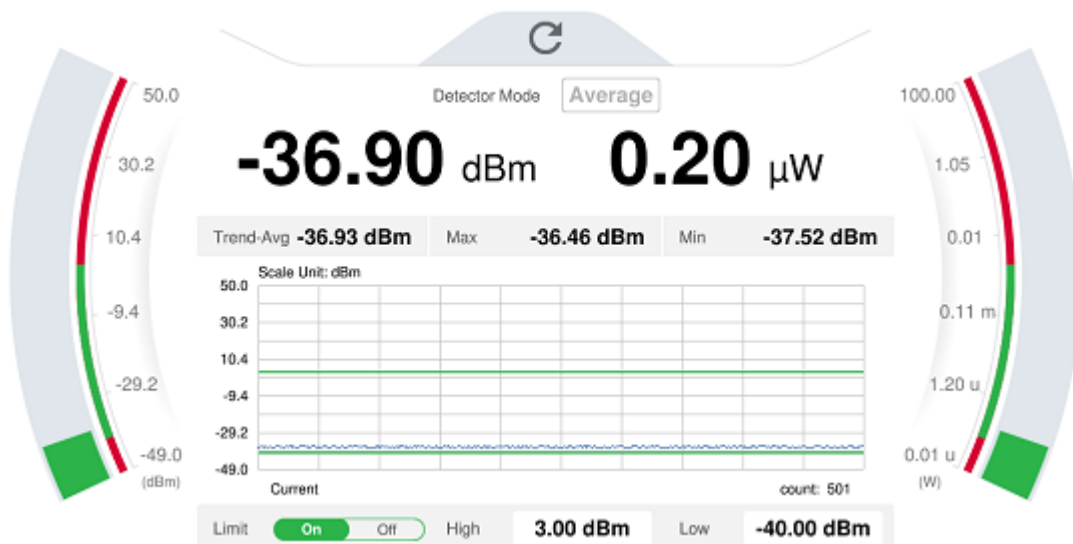 Detector Mode Average
-36.90 dBm 0.20 µW
Trend-Avg -36.93 dBm Max -36.46 dBm Min -37.52 dBm
50.0
30.2
10.4
-9.4
-29.2
-49.0
(dBm)
Scale Unit: dBm
50.0
30.2
10.4
-9.4
-29.2
-49.0
Current count: 501
100.00
1.05
0.01
0.11 m
1.20 u
0.01 u
(W)
Limit On Off High 3.00 dBm Low -40.00 dBm